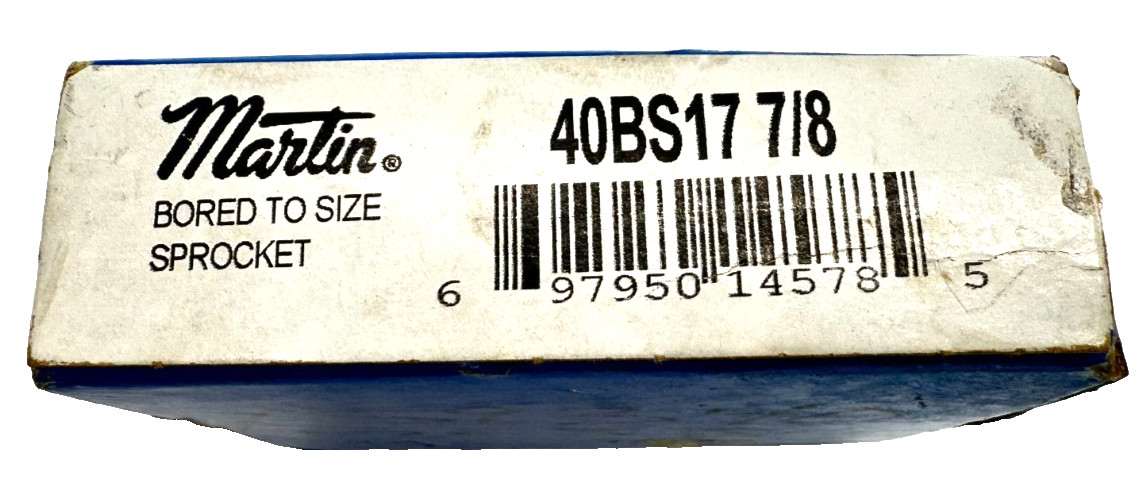 Martin®
BORED TO SIZE
SPROCKET
40BS17 7/8
6 97950 14578 5